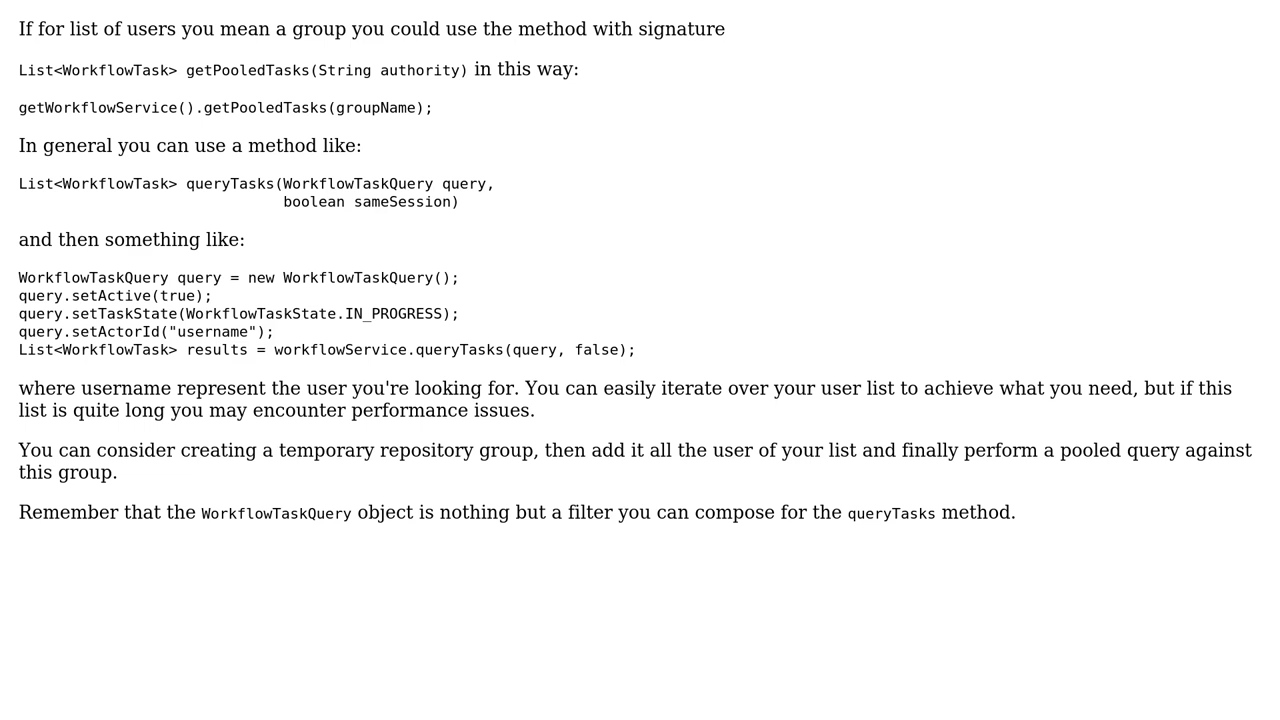 If for list of users you mean a group you could use the method with signature
List<WorkflowTask> getPooledTasks(String authority) in this way:
getWorkflowService().getPooledTasks(groupName);
In general you can use a method like:
List<WorkflowTask> queryTasks(WorkflowTaskQuery query,
                              boolean sameSession)
and then something like:
WorkflowTaskQuery query = new WorkflowTaskQuery();
query.setActive(true);
query.setTaskState(WorkflowTaskState.IN_PROGRESS);
query.setActorId("username");
List<WorkflowTask> results = workflowService.queryTasks(query, false);
where username represent the user you're looking for. You can easily iterate over your user list to achieve what you need, but if this
list is quite long you may encounter performance issues.
You can consider creating a temporary repository group, then add it all the user of your list and finally perform a pooled query against
this group.
Remember that the WorkflowTaskQuery object is nothing but a filter you can compose for the queryTasks method.